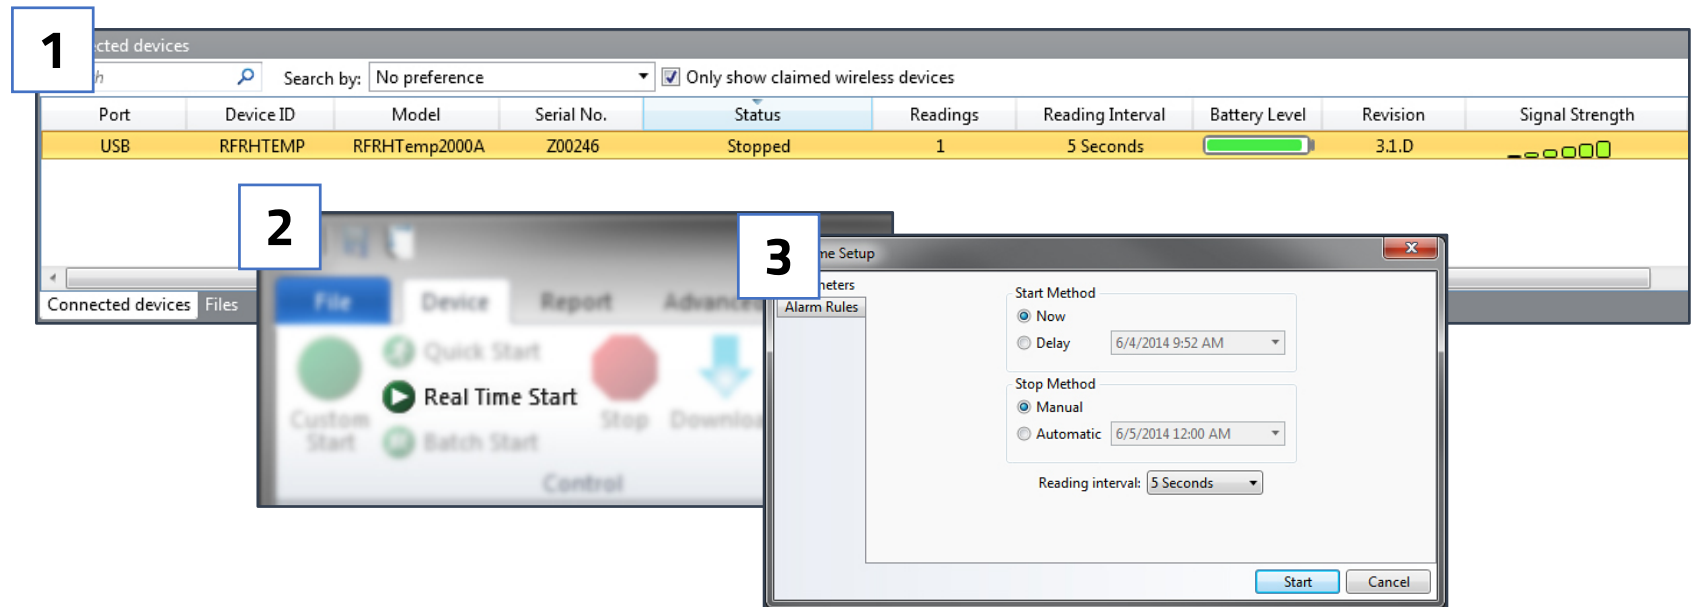 1
cted devices
h
Search by: No preference
Only show claimed wireless devices
Port Device ID Model Serial No. Status Readings Reading Interval Battery Level Revision Signal Strength
USB RFRHTEMP RFRHTemp2000A Z00246 Stopped 1 5 Seconds 3.1.D
Connected devices Files
2
File Device Report Advanced
Quick Start
Real Time Start
Batch Start
Custom
Start
Stop
Downloa
Control
3
me Setup
meters
Alarm Rules
Start Method
Now
Delay 6/4/2014 9:52 AM
Stop Method
Manual
Automatic 6/5/2014 12:00 AM
Reading interval: 5 Seconds
Start Cancel